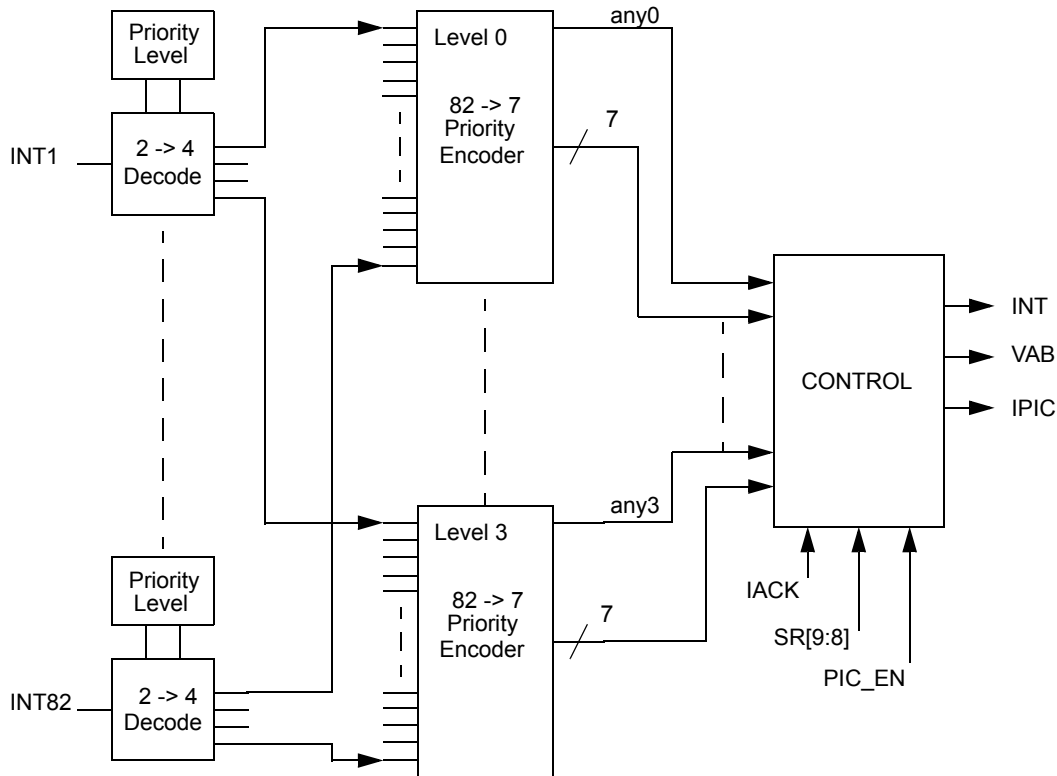 Priority
Level
2 -> 4
Decode
INT1
Level 0
82 -> 7
Priority
Encoder
any0
7
CONTROL
INT
VAB
IPIC
IACK
SR[9:8]
PIC_EN
Level 3
82 -> 7
Priority
Encoder
any3
7
Priority
Level
2 -> 4
Decode
INT82